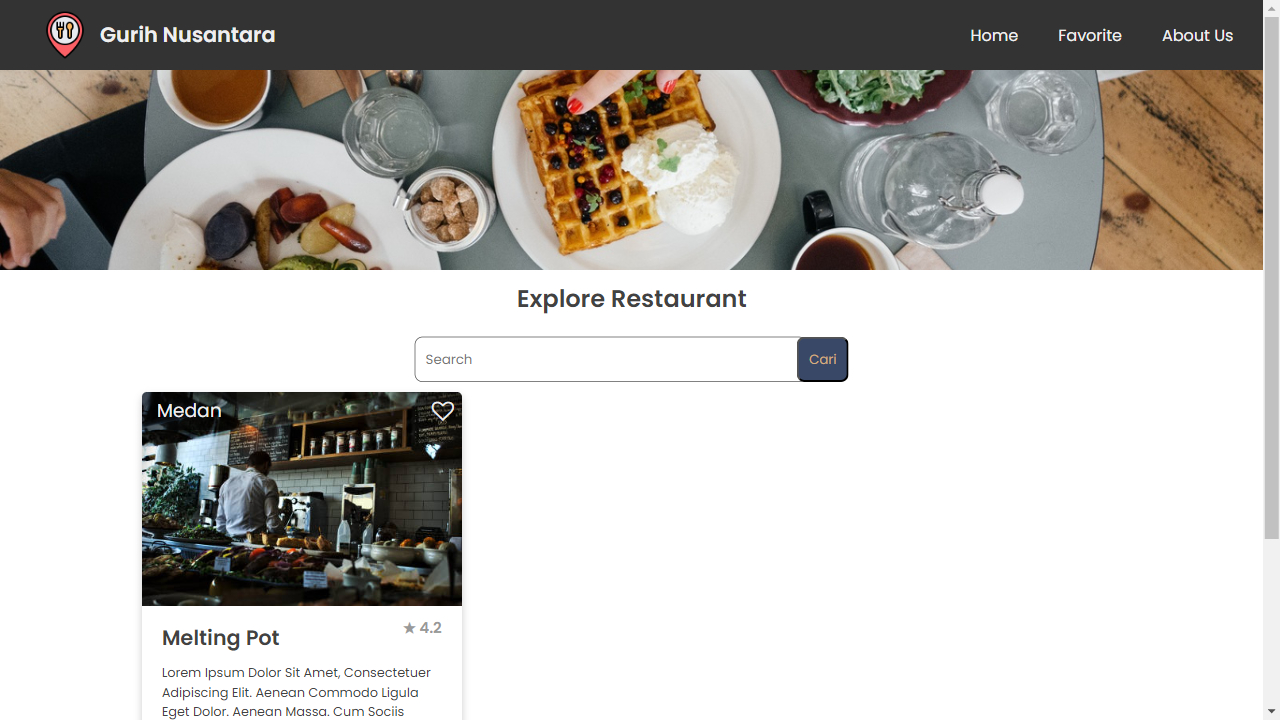 Gurih Nusantara
Home
Favorite
About Us
Explore Restaurant
Search
Cari
Medan
Melting Pot
★ 4.2
Lorem Ipsum Dolor Sit Amet, Consectetuer
Adipiscing Elit. Aenean Commodo Ligula
Eget Dolor. Aenean Massa. Cum Sociis